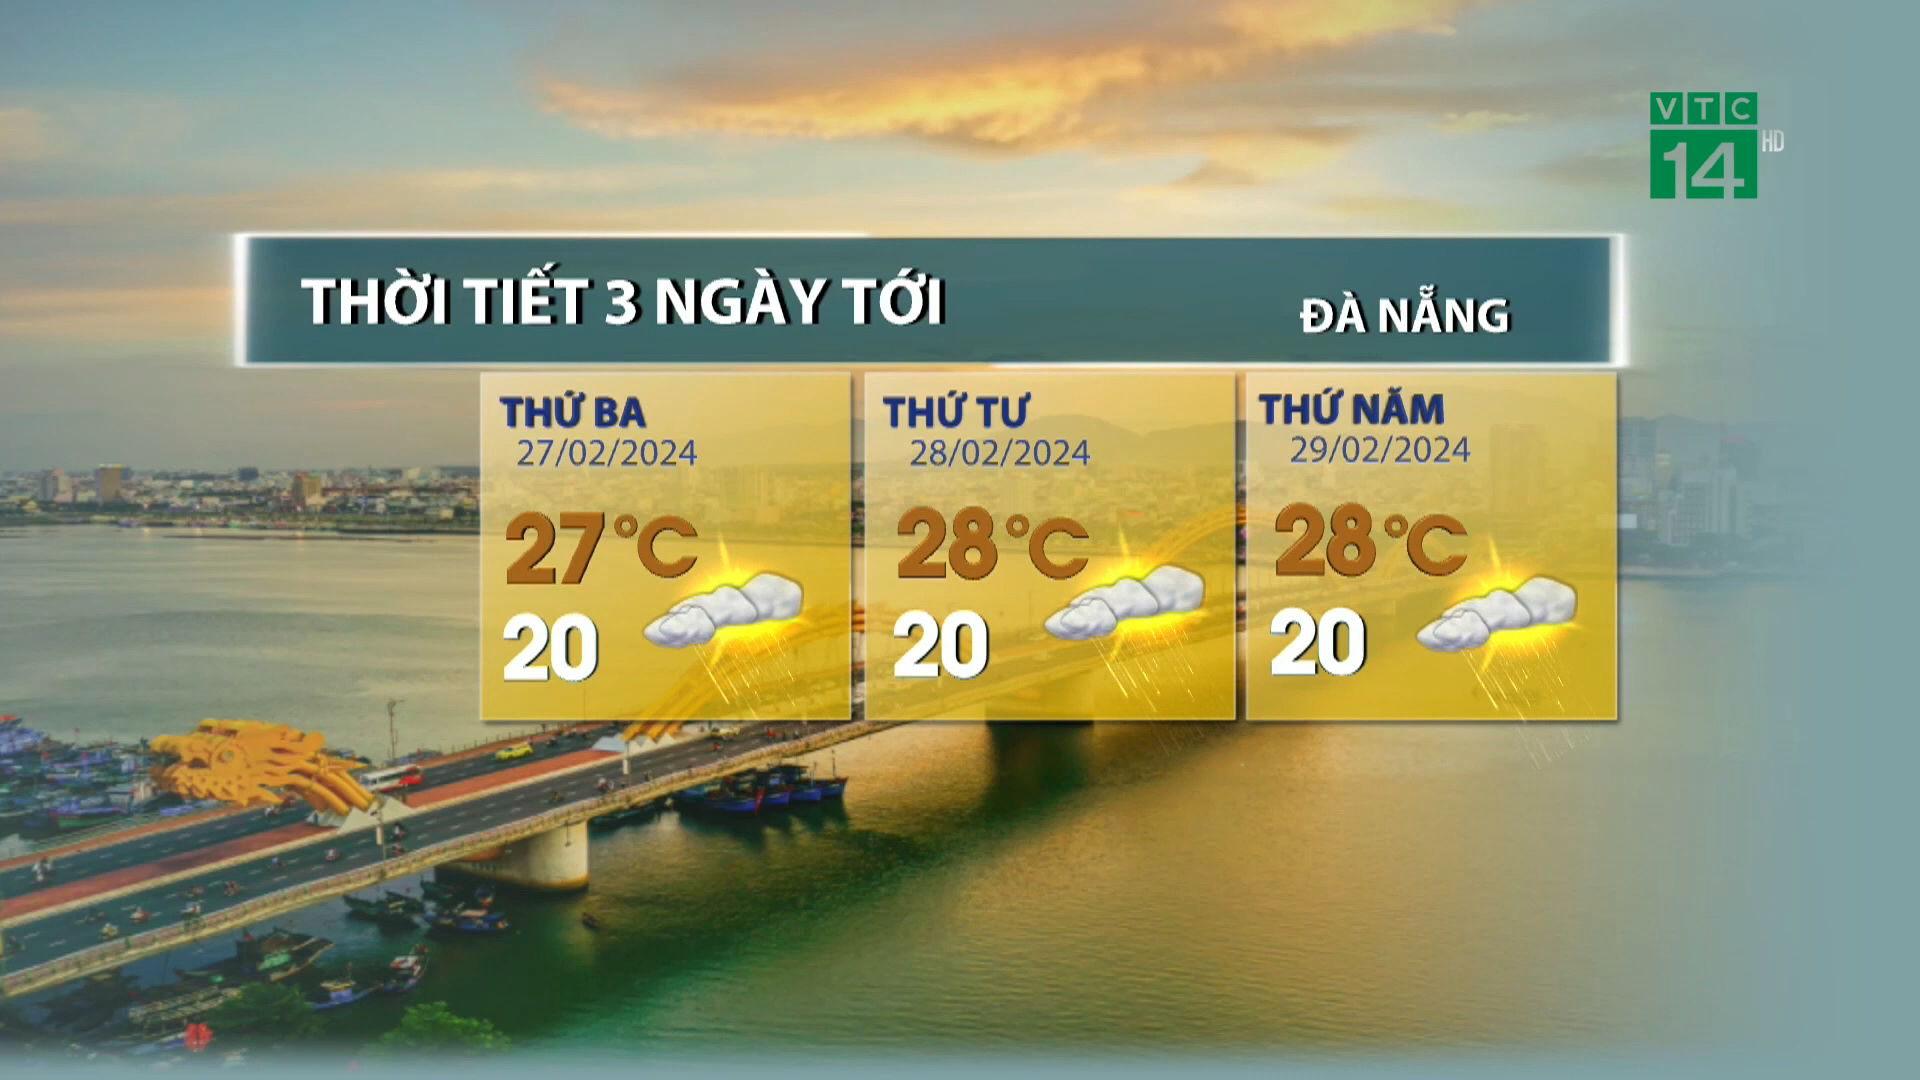 VTC
14 HD
THỜI TIẾT 3 NGÀY TỚI
ĐÀ NẴNG
THỨ BA
27/02/2024
27°C
20
THỨ TƯ
28/02/2024
28°C
20
THỨ NĂM
29/02/2024
28°C
20